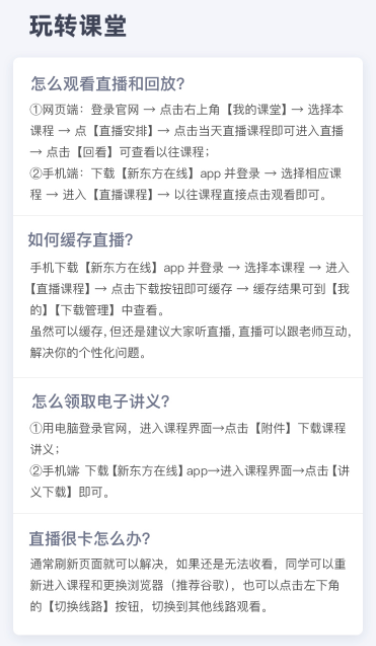 玩转课堂
怎么观看直播和回放?
①网页端：登录官网 → 点击右上角【我的课堂】→ 选择本
课程 → 点【直播安排】→ 点击当天直播课程即可进入直播
→ 点击【回看】可查看以往课程；
②手机端：下载【新东方在线】app 并登录 → 选择相应课
程 → 进入【直播课程】→ 以往课程直接点击观看即可。
如何缓存直播?
手机下载【新东方在线】app 并登录 → 选择本课程 → 进入
【直播课程】→ 点击下载按钮即可缓存 → 缓存结果可到【我
的】【下载管理】中查看。
虽然可以缓存,但还是建议大家听直播,直播可以跟老师互动,
解决你的个性化问题。
怎么领取电子讲义?
①用电脑登录官网，进入课程界面→点击【附件】下载课程
讲义；
②手机端: 下载【新东方在线】app→进入课程界面→点击【讲
义下载】即可。
直播很卡怎么办?
通常刷新页面就可以解决，如果还是无法收看，同学可以重
新进入课程和更换浏览器（推荐谷歌），也可以点击左下角
的【切换线路】按钮，切换到其他线路观看。